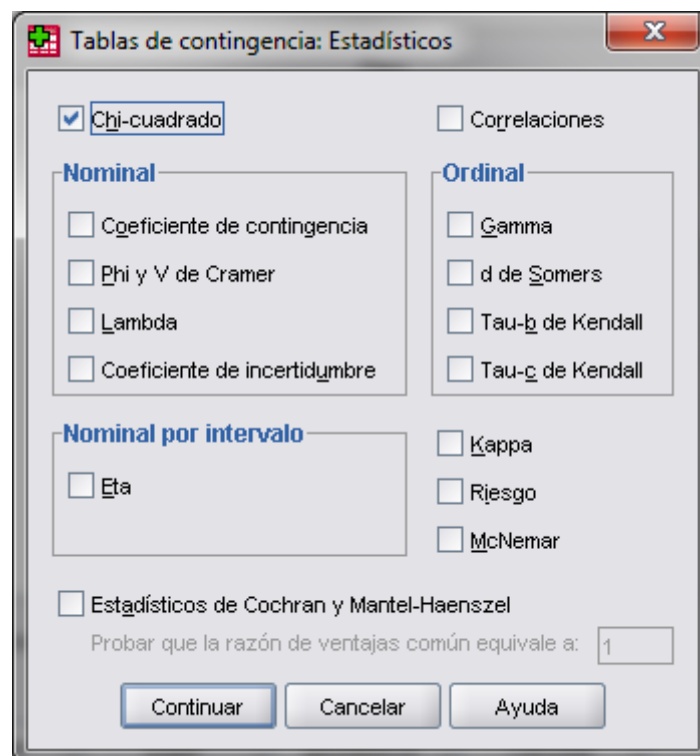 Tablas de contingencia: Estadísticos
Chi-cuadrado
Correlaciones
Nominal
Coeficiente de contingencia
Phi y V de Cramer
Lambda
Coeficiente de incertidumbre
Ordinal
Gamma
d de Somers
Tau-b de Kendall
Tau-c de Kendall
Nominal por intervalo
Eta
Kappa
Riesgo
McNemar
Estadísticos de Cochran y Mantel-Haenszel
Probar que la razón de ventajas común equivale a: 1
Continuar Cancelar Ayuda